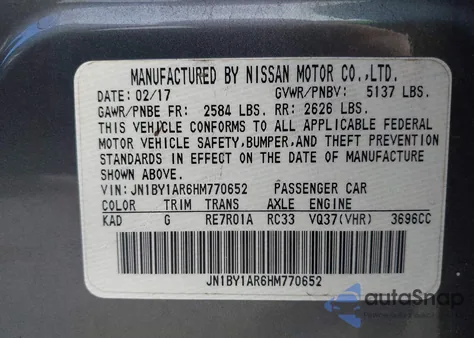 MANUFACTURED BY NISSAN MOTOR CO.,LTD.
DATE: 02/17 GVWR/PNBV: 5137 LBS.
GAWR/PNBE FR: 2584 LBS. RR: 2626 LBS.
THIS VEHICLE CONFORMS TO ALL APPLICABLE FEDERAL
MOTOR VEHICLE SAFETY,BUMPER,AND THEFT PREVENTION
STANDARDS IN EFFECT ON THE DATE OF MANUFACTURE
SHOWN ABOVE.
VIN: JN1BY1AR6HM770652 PASSENGER CAR
COLOR TRIM TRANS AXLE ENGINE
KAD G RE7R01A RC33 VQ37(VHR) 3696CC
JN1BY1AR6HM770652
autoSnap